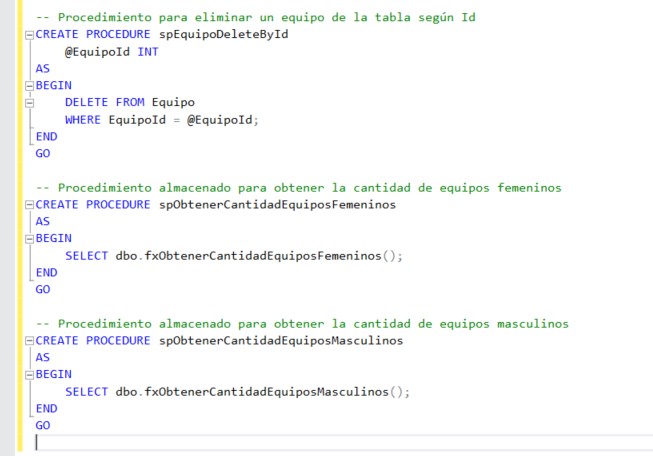 -- Procedimiento para eliminar un equipo de la tabla según Id
CREATE PROCEDURE spEquipoDeleteById
@EquipoId INT
AS
BEGIN
DELETE FROM Equipo
WHERE EquipoId = @EquipoId;
END
GO
-- Procedimiento almacenado para obtener la cantidad de equipos femeninos
CREATE PROCEDURE spObtenerCantidadEquiposFemeninos
AS
BEGIN
SELECT dbo.fxObtenerCantidadEquiposFemeninos();
END
GO
-- Procedimiento almacenado para obtener la cantidad de equipos masculinos
CREATE PROCEDURE spObtenerCantidadEquiposMasculinos
AS
BEGIN
SELECT dbo.fxObtenerCantidadEquiposMasculinos();
END
GO